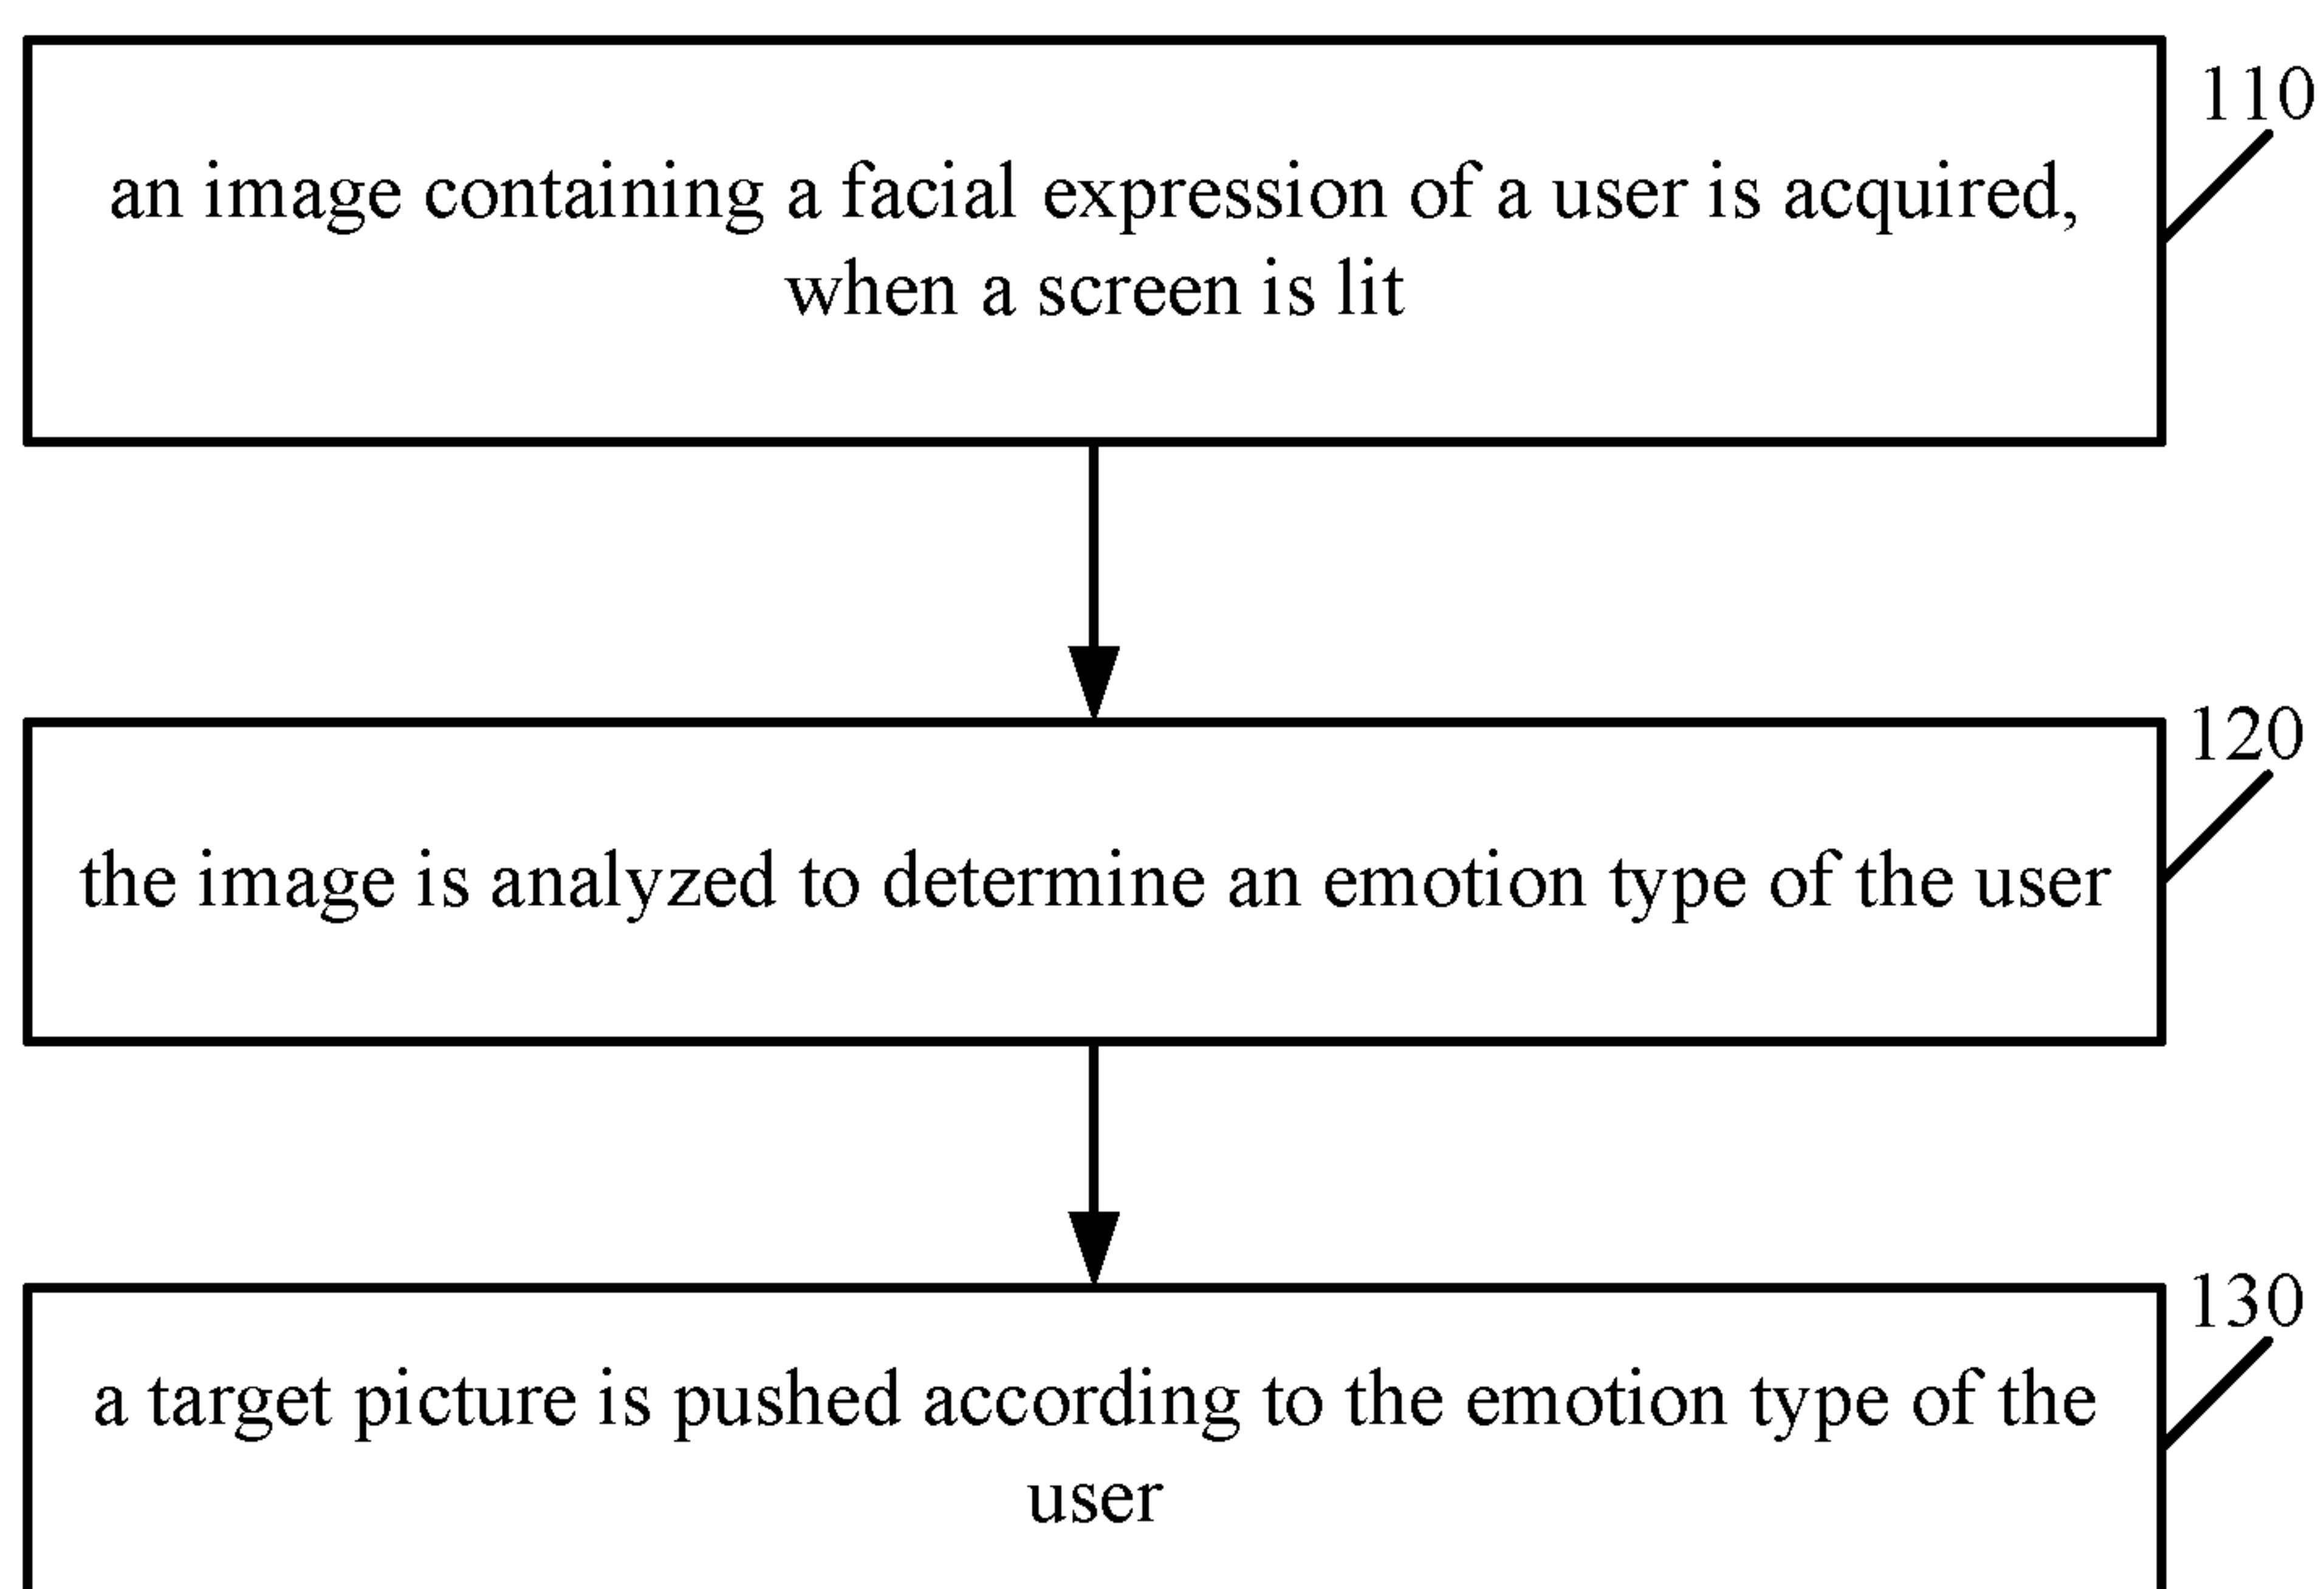 110
an image containing a facial expression of a user is acquired,
when a screen is lit
120
the image is analyzed to determine an emotion type of the user
130
a target picture is pushed according to the emotion type of the
user